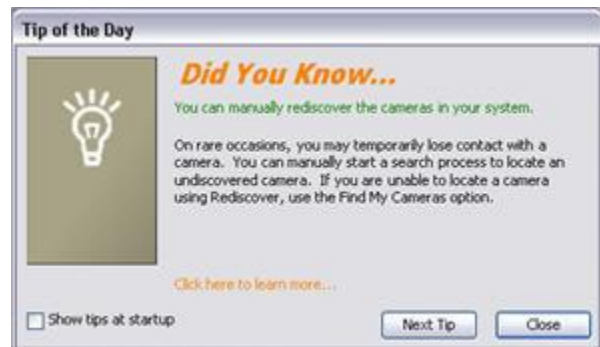 Tip of the Day
Did You Know...
You can manually rediscover the cameras in your system.
On rare occasions, you may temporarily lose contact with a
camera. You can manually start a search process to locate an
undiscovered camera. If you are unable to locate a camera
using Rediscover, use the Find My Cameras option.
Click here to learn more...
Show tips at startup
Next Tip
Close